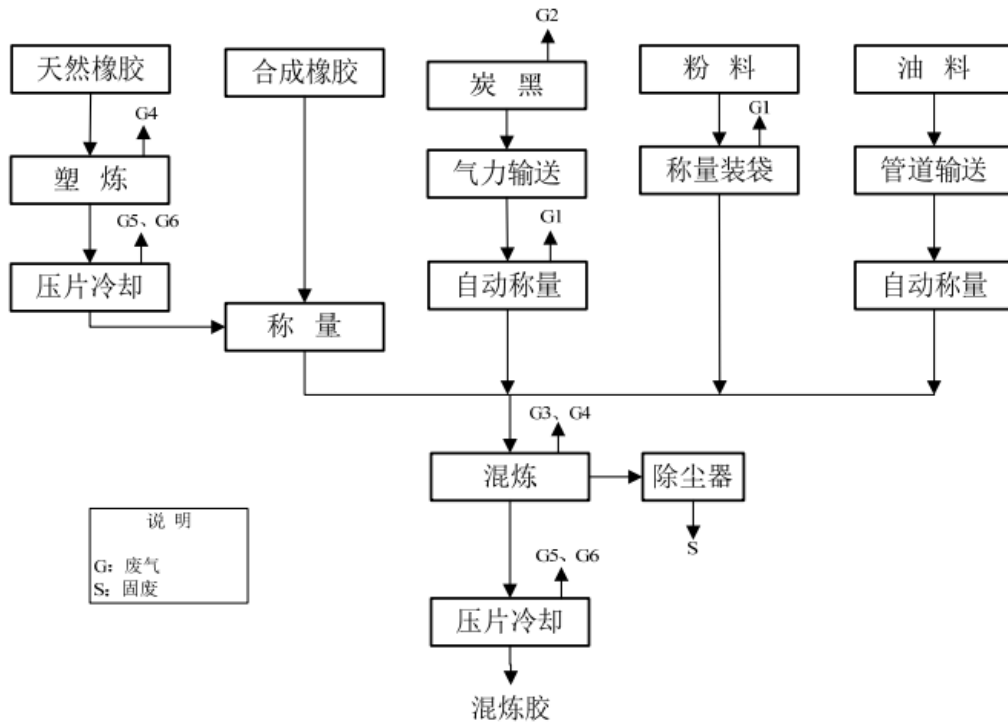 G2
天然橡胶
合成橡胶
炭 黑
粉 料
油 料
G4
G1
塑 炼
气力输送
称量装袋
管道输送
G5、G6
G1
压片冷却
自动称量
自动称量
称 量
G3、G4
混炼
除尘器
S
说 明
G：废气
S：固废
G5、G6
压片冷却
混炼胶